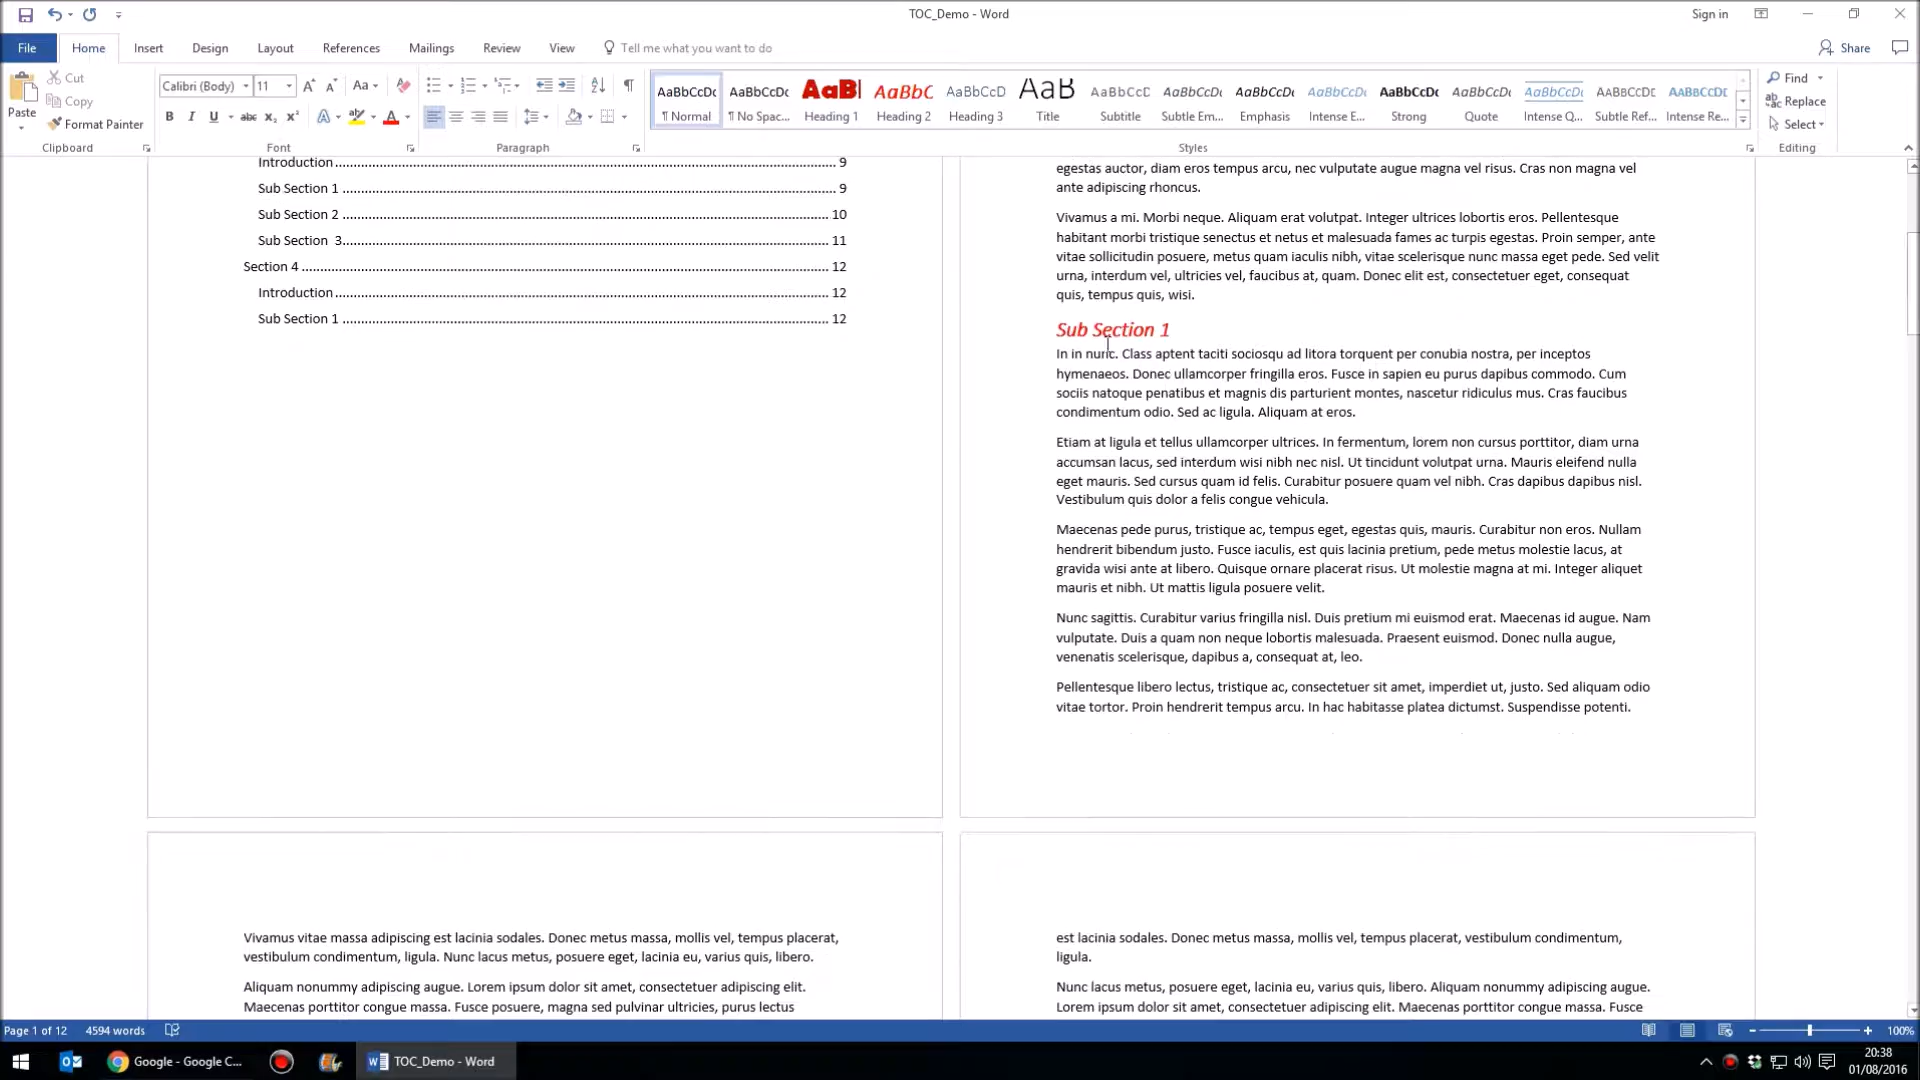 TOC_Demo - Word
Sign in
File
Home
Insert
Design
Layout
References
Mailings
Review
View
Tell me what you want to do
Share
Paste
Cut
Copy
Format Painter
Clipboard
Calibri (Body)
11
Aa
B I U abc x₂ x²
A
Font
Paragraph
AaBbCcDc
¶ Normal
AaBbCcDc
¶ No Spac...
AaBl
Heading 1
AaBbC
Heading 2
AaBbCcD
Heading 3
AaB
Title
AaBbCcD
Subtitle
AaBbCcDc
Subtle Em...
AaBbCcDc
Emphasis
AaBbCcDc
Intense E...
AaBbCcDc
Strong
AaBbCcDc
Quote
AaBbCcDc
Intense Q...
AaBbCcDc
Subtle Ref...
AaBbCcDc
Intense Re...
Styles
Find
Replace
Select
Editing
Introduction 9
Sub Section 1 9
Sub Section 2 10
Sub Section 3 11
Section 4 12
Introduction 12
Sub Section 1 12
egestas auctor, diam eros tempus arcu, nec vulputate augue magna vel risus. Cras non magna vel
ante adipiscing rhoncus.
Vivamus a mi. Morbi neque. Aliquam erat volutpat. Integer ultrices lobortis eros. Pellentesque
habitant morbi tristique senectus et netus et malesuada fames ac turpis egestas. Proin semper, ante
vitae sollicitudin posuere, metus quam iaculis nibh, vitae scelerisque nunc massa eget pede. Sed velit
urna, interdum vel, ultricies vel, faucibus at, quam. Donec elit est, consectetuer eget, consequat
quis, tempus quis, wisi.
Sub Section 1
In in nunc. Class aptent taciti sociosqu ad litora torquent per conubia nostra, per inceptos
hymenaeos. Donec ullamcorper fringilla eros. Fusce in sapien eu purus dapibus commodo. Cum
sociis natoque penatibus et magnis dis parturient montes, nascetur ridiculus mus. Cras faucibus
condimentum odio. Sed ac ligula. Aliquam at eros.
Etiam at ligula et tellus ullamcorper ultrices. In fermentum, lorem non cursus porttitor, diam urna
accumsan lacus, sed interdum wisi nibh nec nisl. Ut tincidunt volutpat urna. Mauris eleifend nulla
eget mauris. Sed cursus quam id felis. Curabitur posuere quam vel nibh. Cras dapibus dapibus nisl.
Vestibulum quis dolor a felis congue vehicula.
Maecenas pede purus, tristique ac, tempus eget, egestas quis, mauris. Curabitur non eros. Nullam
hendrerit bibendum justo. Fusce iaculis, est quis lacinia pretium, pede metus molestie lacus, at
gravida wisi ante at libero. Quisque ornare placerat risus. Ut molestie magna at mi. Integer aliquet
mauris et nibh. Ut mattis ligula posuere velit.
Nunc sagittis. Curabitur varius fringilla nisl. Duis pretium mi euismod erat. Maecenas id augue. Nam
vulputate. Duis a quam non neque lobortis malesuada. Praesent euismod. Donec nulla augue,
venenatis scelerisque, dapibus a, consequat at, leo.
Pellentesque libero lectus, tristique ac, consectetuer sit amet, imperdiet ut, justo. Sed aliquam odio
vitae tortor. Proin hendrerit tempus arcu. In hac habitasse platea dictumst. Suspendisse potenti.
Vivamus vitae massa adipiscing est lacinia sodales. Donec metus massa, mollis vel, tempus placerat,
vestibulum condimentum, ligula. Nunc lacus metus, posuere eget, lacinia eu, varius quis, libero.
Aliquam nonummy adipiscing augue. Lorem ipsum dolor sit amet, consectetuer adipiscing elit.
Maecenas porttitor congue massa. Fusce posuere, magna sed pulvinar ultricies, purus lectus
est lacinia sodales. Donec metus massa, mollis vel, tempus placerat, vestibulum condimentum,
ligula.
Nunc lacus metus, posuere eget, lacinia eu, varius quis, libero. Aliquam nonummy adipiscing augue.
Lorem ipsum dolor sit amet, consectetuer adipiscing elit. Maecenas porttitor congue massa. Fusce
Page 1 of 12
4594 words
100%
Google - Google C...
TOC_Demo - Word
20:38
01/08/2016